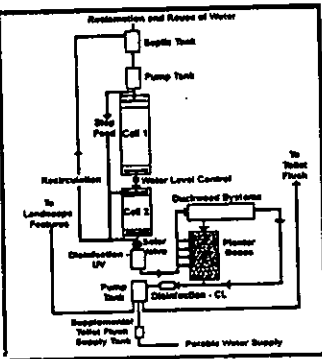 Reclamation and Reuse of Water
Septic Tank
Pump Tank
Step
Feed
Cell 1
To
Toilet
Flush
Recirculation
Water Level Control
Duckweed Systems
To
Landscape
Features
Cell 2
Solar
Valve
Disinfection -
UV
Planter
Boxes
Pump
Tank
Disinfection - CL
Supplemental
Toilet Flush
Supply Tank
Potable Water Supply